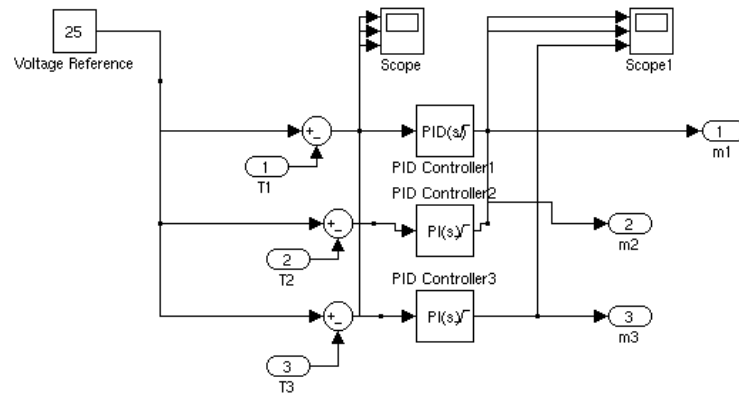 25
Voltage Reference
Scope
Scope1
+
−
PID(s)
1
T1
PID Controller1
1
m1
PID Controller2
+
−
PI(s)
2
T2
2
m2
PID Controller3
+
−
PI(s)
3
T3
3
m3